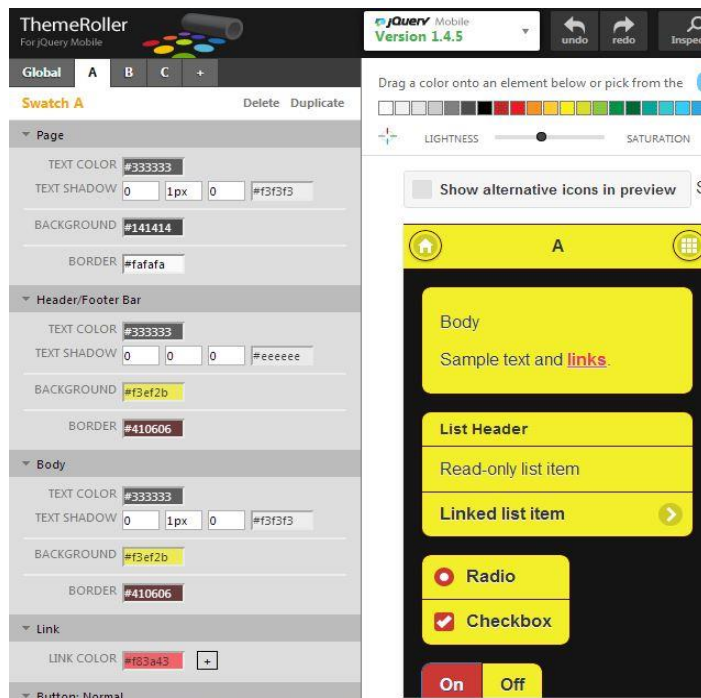 ThemeRoller
For jQuery Mobile
jQuery Mobile
Version 1.4.5
undo
redo
Inspec
Global A B C +
Swatch A Delete Duplicate
Page
TEXT COLOR #333333
TEXT SHADOW 0 1px 0 #f3f3f3
BACKGROUND #141414
BORDER #fafafa
Header/Footer Bar
TEXT COLOR #333333
TEXT SHADOW 0 0 0 #eeeeee
BACKGROUND #f3ef2b
BORDER #410606
Body
TEXT COLOR #333333
TEXT SHADOW 0 1px 0 #f3f3f3
BACKGROUND #f3ef2b
BORDER #410606
Link
LINK COLOR #f83a43 +
Button: Normal
Drag a color onto an element below or pick from the
LIGHTNESS SATURATION
Show alternative icons in preview S
A
Body
Sample text and links.
List Header
Read-only list item
Linked list item
Radio
Checkbox
On Off